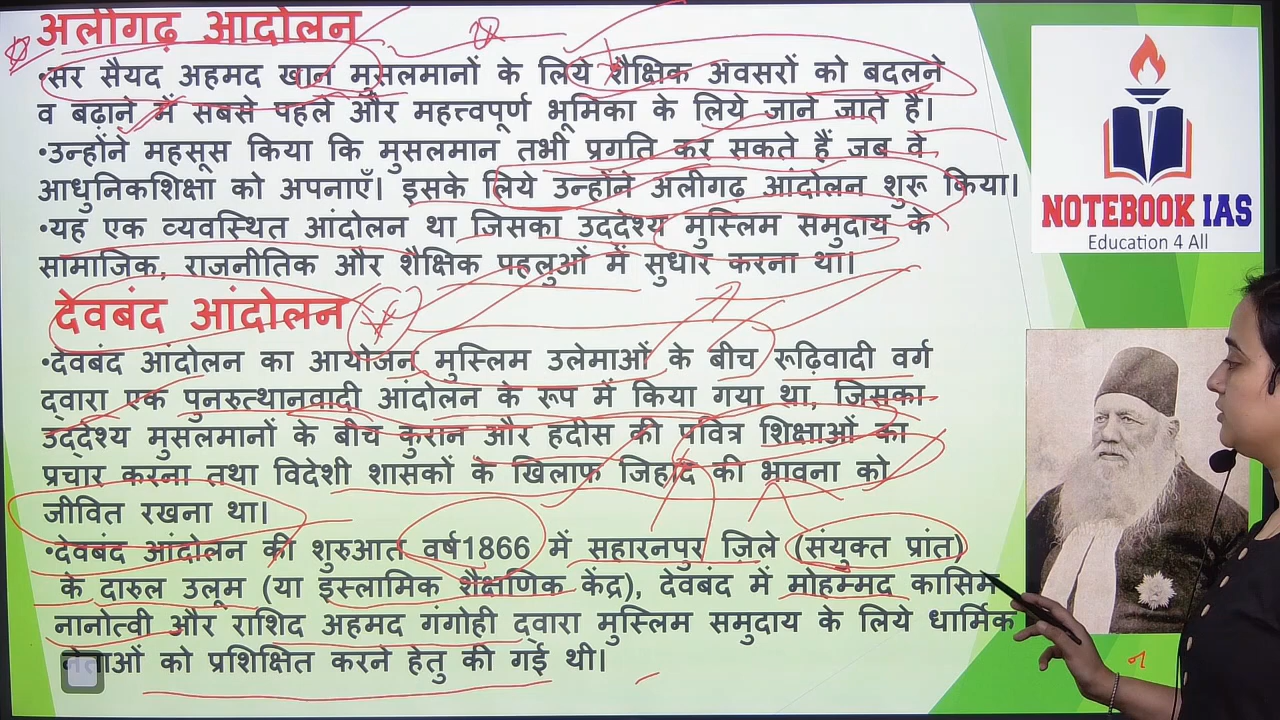 अलीगढ़ आंदोलन
•सर सैयद अहमद खान मुसलमानों के लिये शैक्षिक अवसरों को बदलने
व बढ़ाने में सबसे पहले और महत्त्वपूर्ण भूमिका के लिये जाने जाते हैं।
•उन्होंने महसूस किया कि मुसलमान तभी प्रगति कर सकते हैं जब वे
आधुनिकशिक्षा को अपनाएँ। इसके लिये उन्होंने अलीगढ़ आंदोलन शुरू किया।
•यह एक व्यवस्थित आंदोलन था जिसका उद्देश्य मुस्लिम समुदाय के
सामाजिक, राजनीतिक और शैक्षिक पहलुओं में सुधार करना था।
देवबंद आंदोलन
•देवबंद आंदोलन का आयोजन मुस्लिम उलेमाओं के बीच रूढ़िवादी वर्ग
द्वारा एक पुनरुत्थानवादी आंदोलन के रूप में किया गया था, जिसका
उद्देश्य मुसलमानों के बीच कुरान और हदीस की पवित्र शिक्षाओं का
प्रचार करना तथा विदेशी शासकों के खिलाफ जिहाद की भावना को
जीवित रखना था।
•देवबंद आंदोलन की शुरुआत वर्ष1866 में सहारनपुर ज़िले (संयुक्त प्रांत)
के दारुल उलूम (या इस्लामिक शैक्षणिक केंद्र), देवबंद में मोहम्मद कासिम
नानोत्वी और राशिद अहमद गंगोही द्वारा मुस्लिम समुदाय के लिये धार्मिक
नेताओं को प्रशिक्षित करने हेतु की गई थी।
NOTEBOOK IAS
Education 4 All